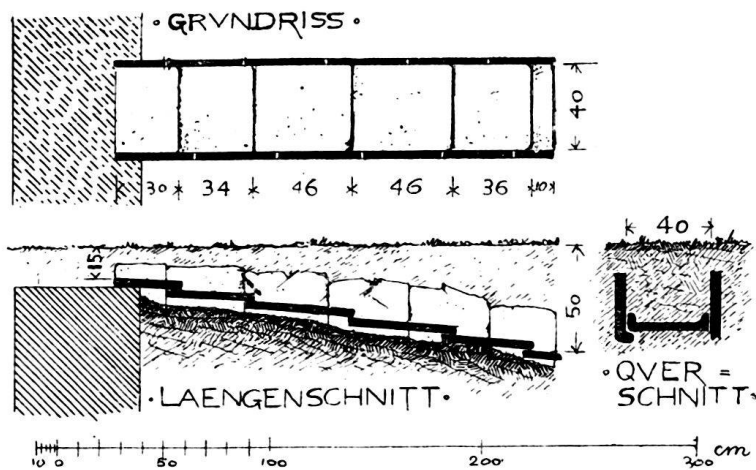 · GRVNDRISS ·
40
30 34 46 46 36 10
15
50
40
· LAENGENSCHNITT ·
· QVER =
SCHNITT ·
10 0 50 100 200 300 cm